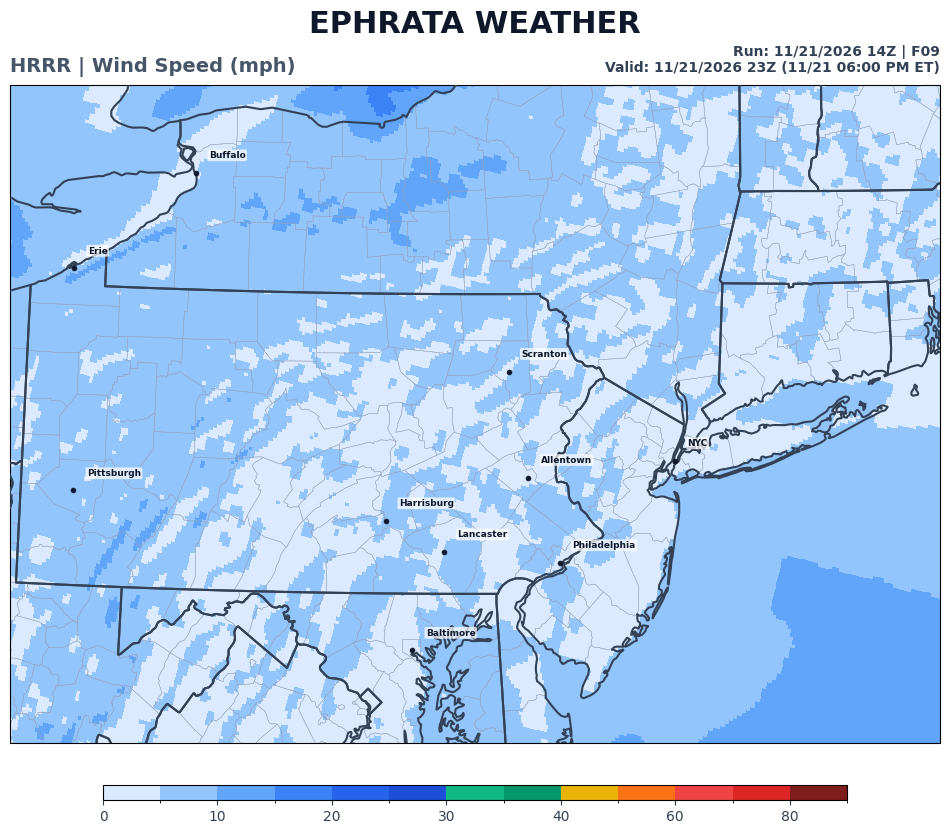 EPHRATA WEATHER
Run: 11/21/2026 14Z | F09
HRRR | Wind Speed (mph)
Valid: 11/21/2026 23Z (11/21 06:00 PM ET)
Buffalo
Erie
Scranton
NYC
Allentown
Pittsburgh
Harrisburg
Lancaster
Philadelphia
Baltimore
0 10 20 30 40 60 80